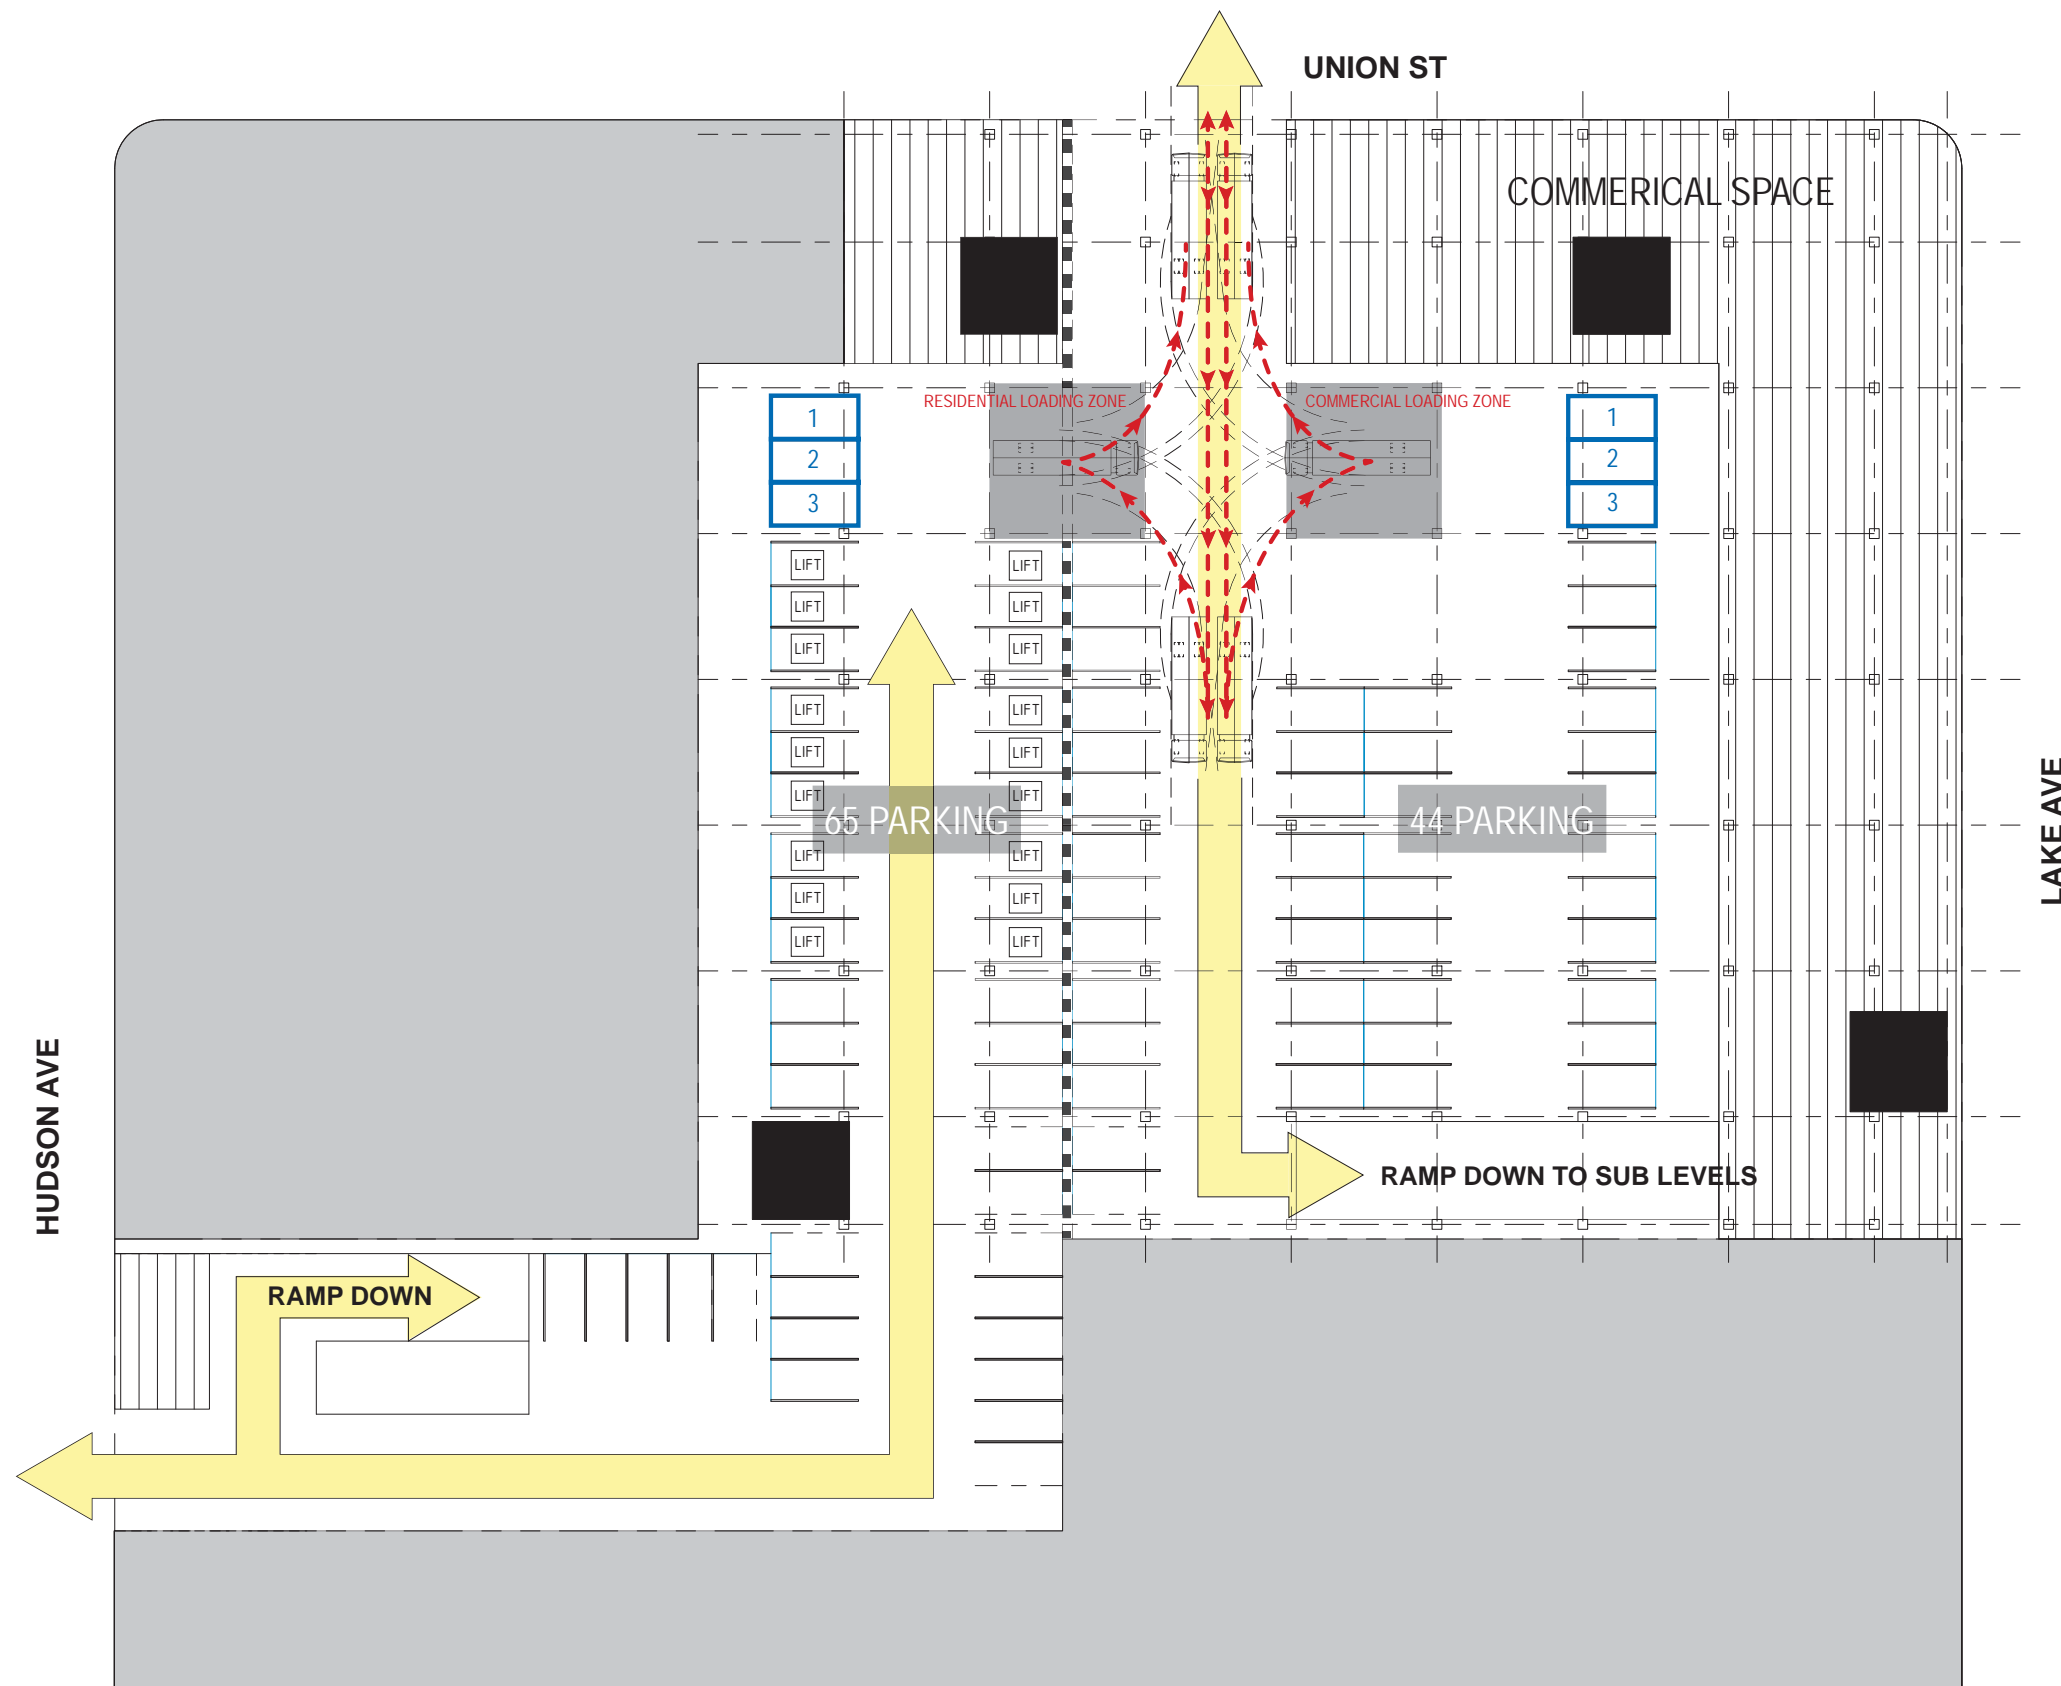 UNION ST
COMMERICAL SPACE
RESIDENTIAL LOADING ZONE
COMMERCIAL LOADING ZONE
1
2
3
1
2
3
LIFT LIFT
LIFT LIFT
LIFT LIFT
LIFT LIFT
LIFT LIFT
LIFT LIFT
65 PARKING
44 PARKING
LIFT LIFT
LIFT LIFT
LIFT LIFT
LAKE AVE
HUDSON AVE
RAMP DOWN TO SUB LEVELS
RAMP DOWN